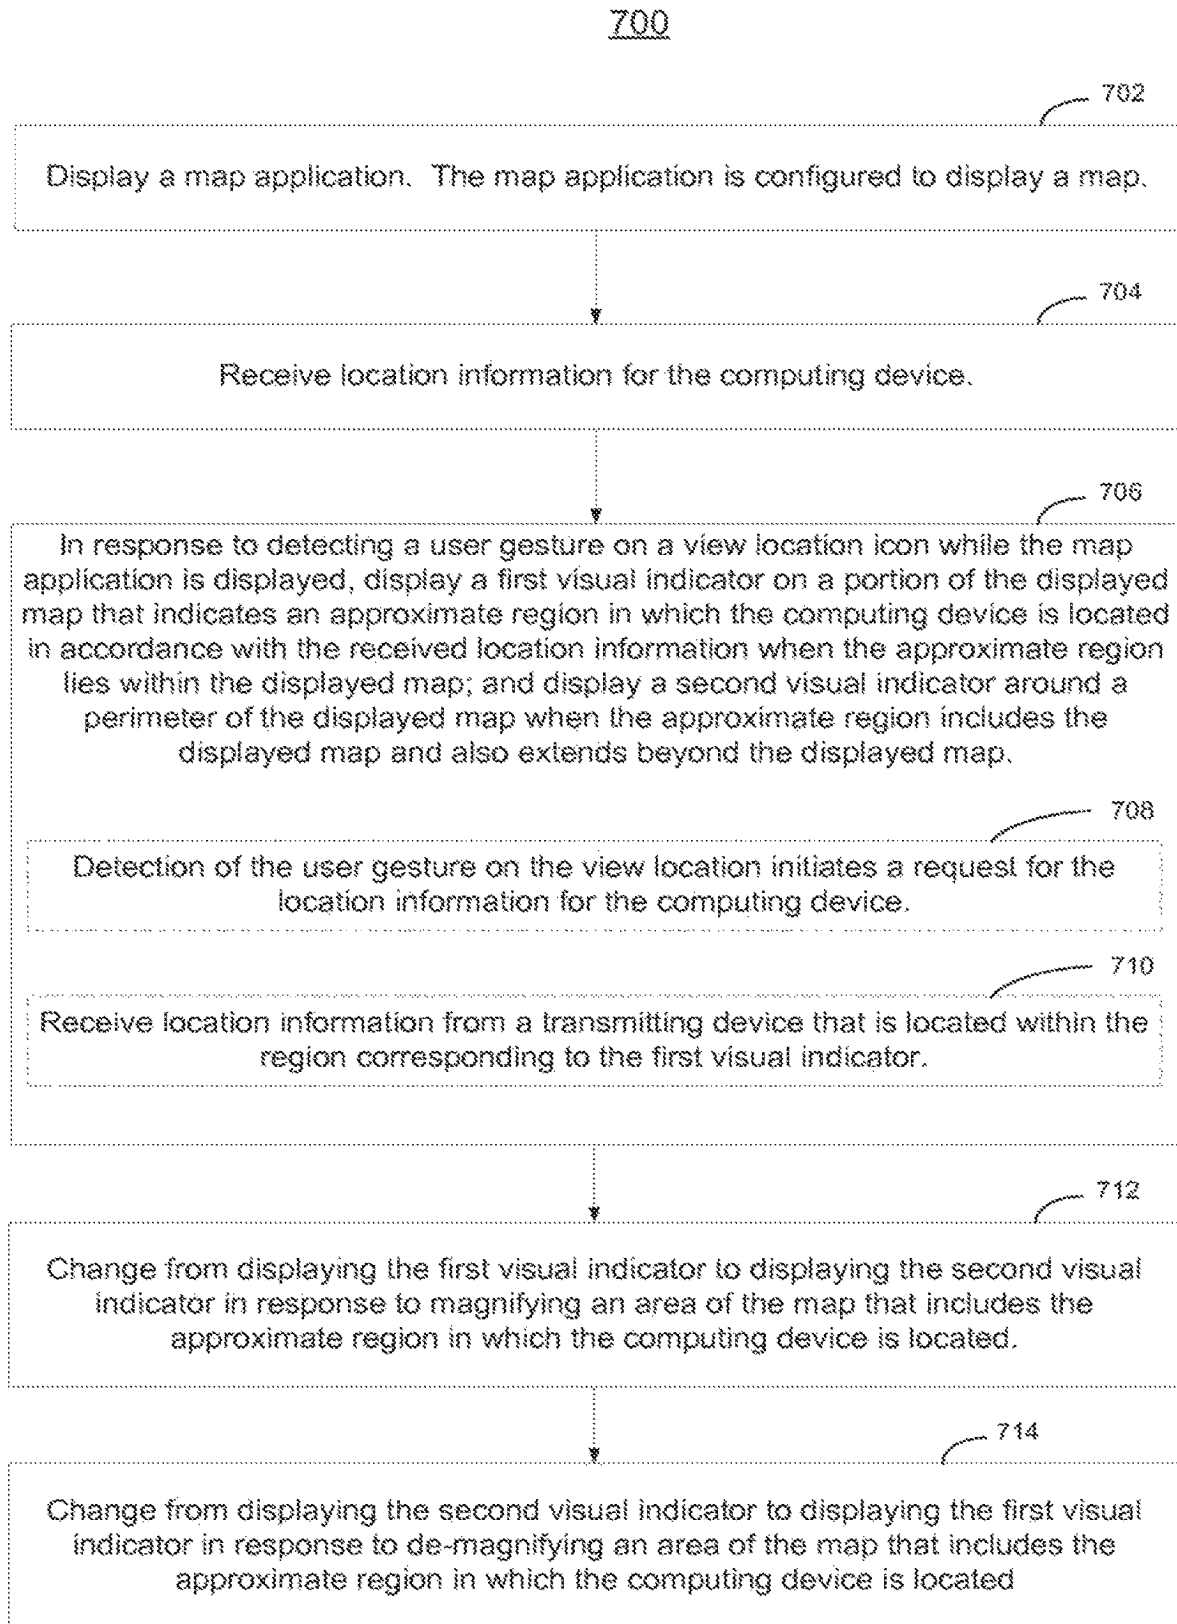 700
702
Display a map application. The map application is configured to display a map.
704
Receive location information for the computing device.
706
In response to detecting a user gesture on a view location icon while the map
application is displayed, display a first visual indicator on a portion of the displayed
map that indicates an approximate region in which the computing device is located
in accordance with the received location information when the approximate region
lies within the displayed map; and display a second visual indicator around a
perimeter of the displayed map when the approximate region includes the
displayed map and also extends beyond the displayed map.
708
Detection of the user gesture on the view location initiates a request for the
location information for the computing device.
710
Receive location information from a transmitting device that is located within the
region corresponding to the first visual indicator.
712
Change from displaying the first visual indicator to displaying the second visual
indicator in response to magnifying an area of the map that includes the
approximate region in which the computing device is located.
714
Change from displaying the second visual indicator to displaying the first visual
indicator in response to de-magnifying an area of the map that includes the
approximate region in which the computing device is located